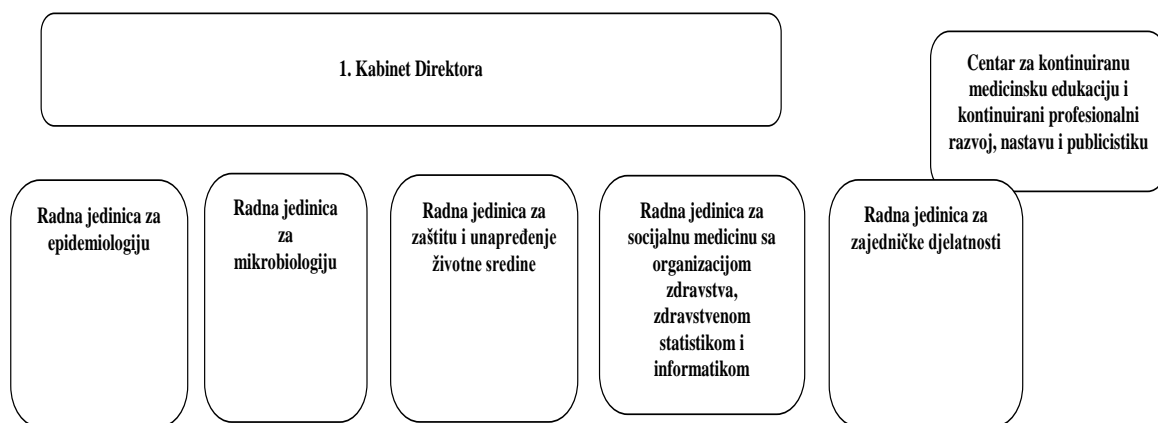 1. Kabinet Direktora
Centar za kontinuiranu
medicinsku edukaciju i
kontinuirani profesionalni
razvoj, nastavu i publicistiku
Radna jedinica za
epidemiologiju
Radna jedinica
za
mikrobiologiju
Radna jedinica za
zaštitu i unapređenje
životne sredine
Radna jedinica za
socijalnu medicinu sa
organizacijom
zdravstva,
zdravstvenom
statistikom i
informatikom
Radna jedinica za
zajedničke djelatnosti